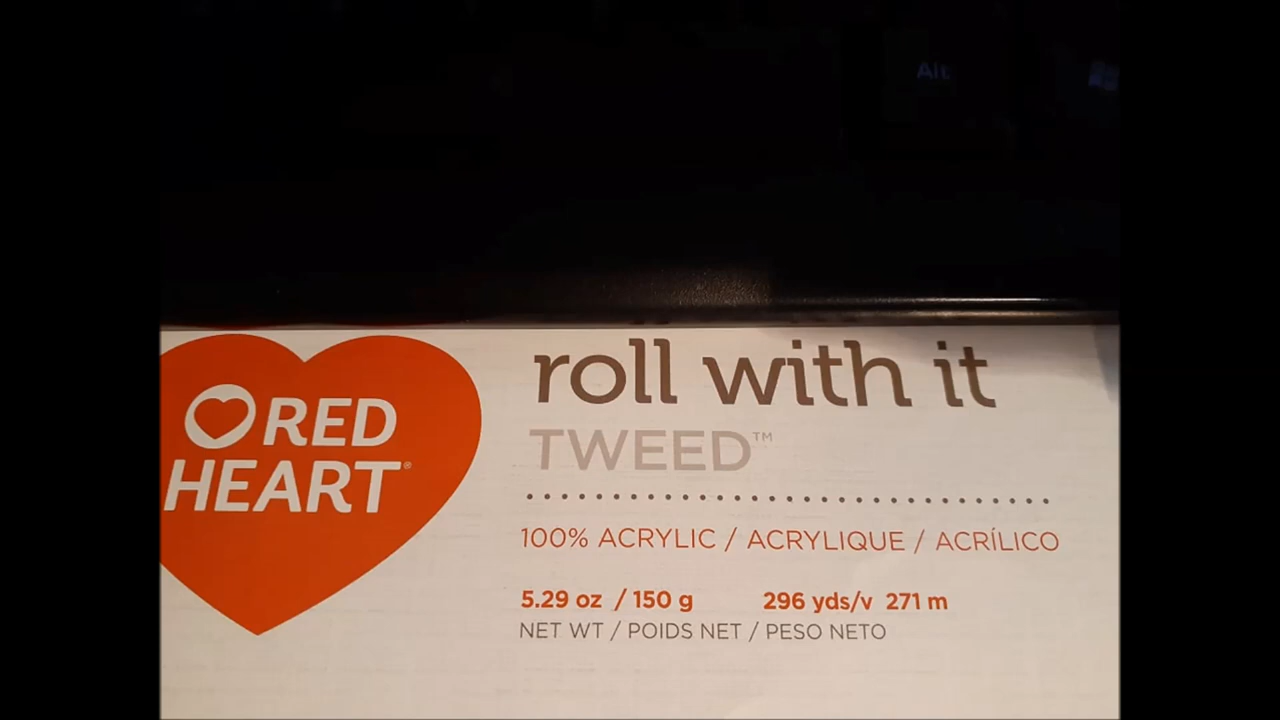 Alt
RED
HEART®
roll with it
TWEED™
100% ACRYLIC / ACRYLIQUE / ACRÍLICO
5.29 oz / 150 g 296 yds/v 271 m
NET WT / POIDS NET / PESO NETO